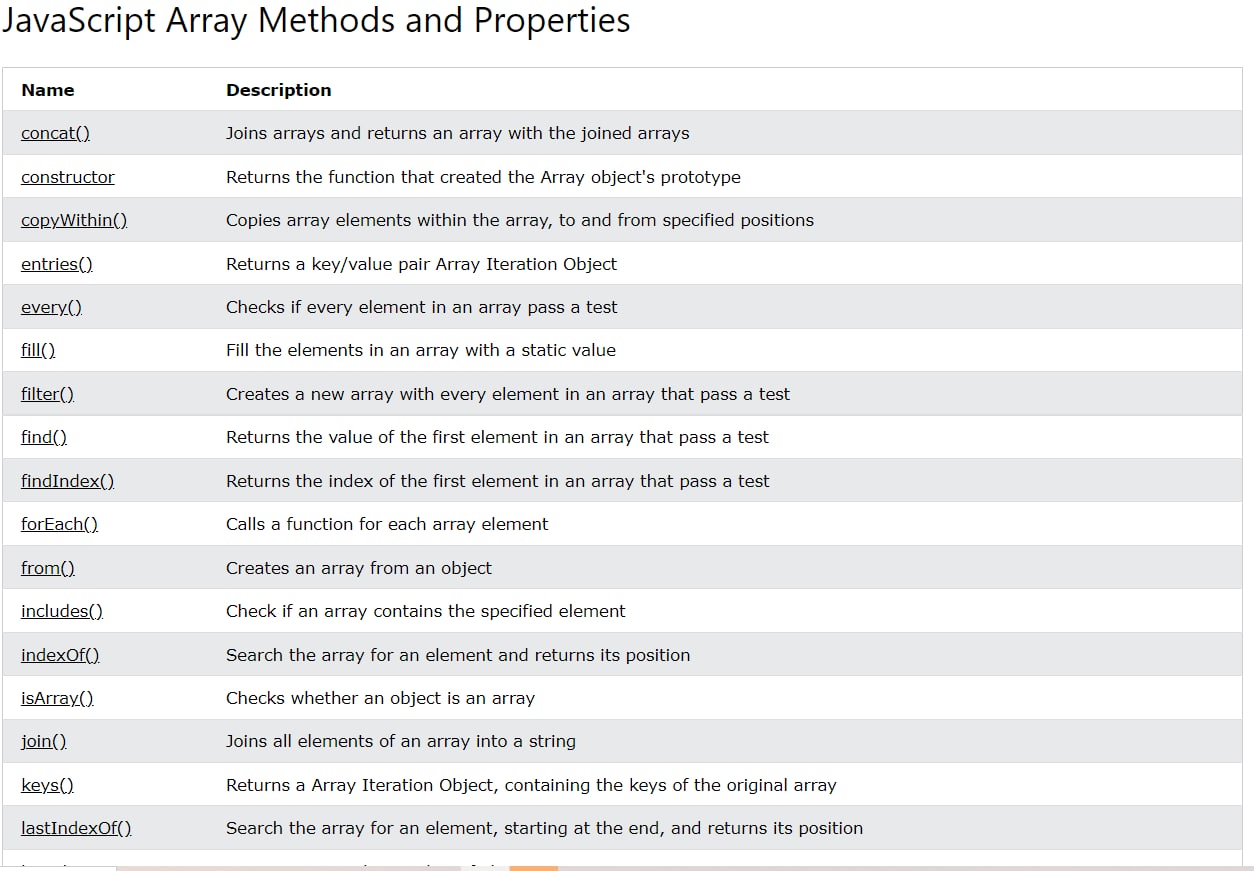 JavaScript Array Methods and Properties
Name Description
concat() Joins arrays and returns an array with the joined arrays
constructor Returns the function that created the Array object's prototype
copyWithin() Copies array elements within the array, to and from specified positions
entries() Returns a key/value pair Array Iteration Object
every() Checks if every element in an array pass a test
fill() Fill the elements in an array with a static value
filter() Creates a new array with every element in an array that pass a test
find() Returns the value of the first element in an array that pass a test
findIndex() Returns the index of the first element in an array that pass a test
forEach() Calls a function for each array element
from() Creates an array from an object
includes() Check if an array contains the specified element
indexOf() Search the array for an element and returns its position
isArray() Checks whether an object is an array
join() Joins all elements of an array into a string
keys() Returns a Array Iteration Object, containing the keys of the original array
lastIndexOf() Search the array for an element, starting at the end, and returns its position